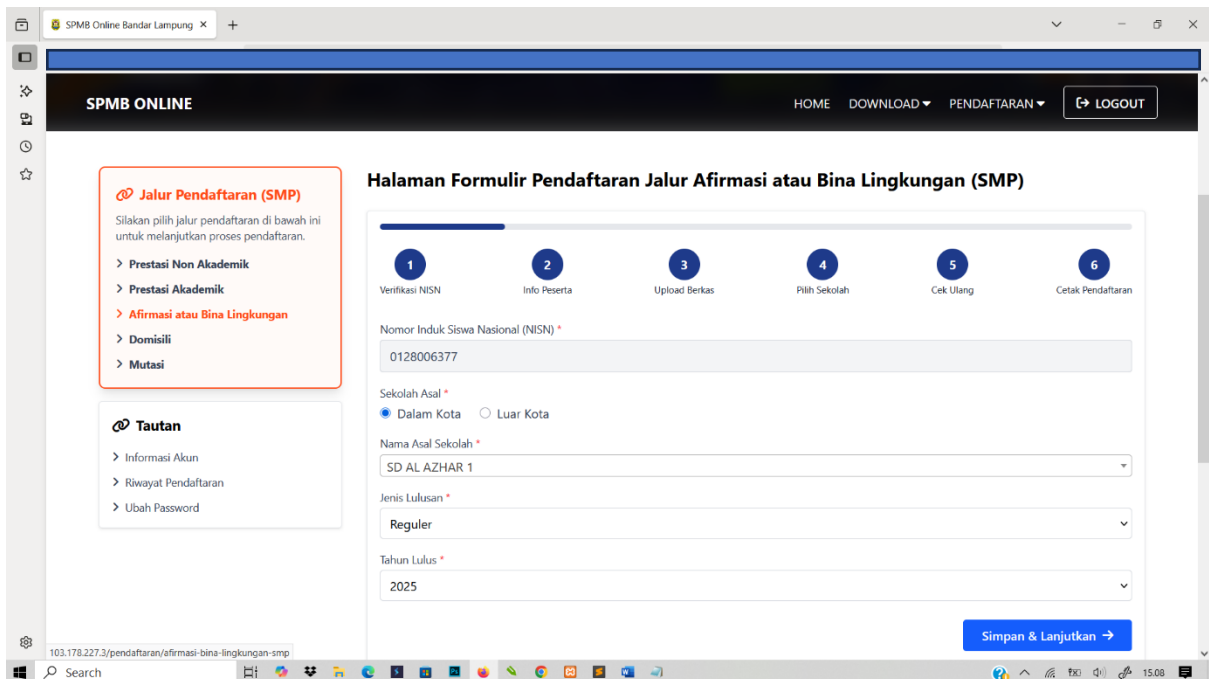 SPMB Online Bandar Lampung
SPMB ONLINE
HOME DOWNLOAD PENDAFTARAN LOGOUT
Jalur Pendaftaran (SMP)
Silakan pilih jalur pendaftaran di bawah ini
untuk melanjutkan proses pendaftaran.
Prestasi Non Akademik
Prestasi Akademik
Afirmasi atau Bina Lingkungan
Domisili
Mutasi
Tautan
Informasi Akun
Riwayat Pendaftaran
Ubah Password
Halaman Formulir Pendaftaran Jalur Afirmasi atau Bina Lingkungan (SMP)
1 2 3 4 5 6
Verifikasi NISN Info Peserta Upload Berkas Pilih Sekolah Cek Ulang Cetak Pendaftaran
Nomor Induk Siswa Nasional (NISN) *
0128006377
Sekolah Asal *
Dalam Kota Luar Kota
Nama Asal Sekolah *
SD AL AZHAR 1
Jenis Lulusan *
Reguler
Tahun Lulus *
2025
Simpan & Lanjutkan →
103.178.227.3/pendaftaran/afirmasi-bina-lingkungan-smp
Search
15.08